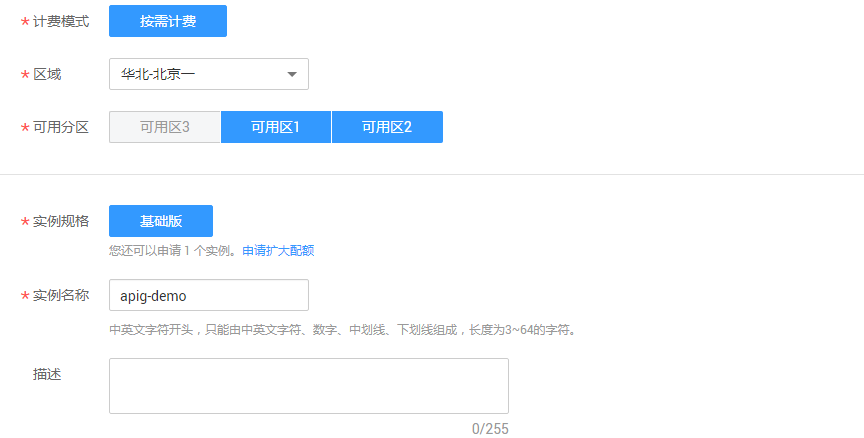 * 计费模式 按需计费
* 区域 华北-北京一
* 可用分区 可用区3 可用区1 可用区2
* 实例规格 基础版
您还可以申请 1 个实例。申请扩大配额
* 实例名称 apig-demo
中英文字符开头，只能由中英文字符、数字、中划线、下划线组成，长度为3~64的字符。
描述
0/255